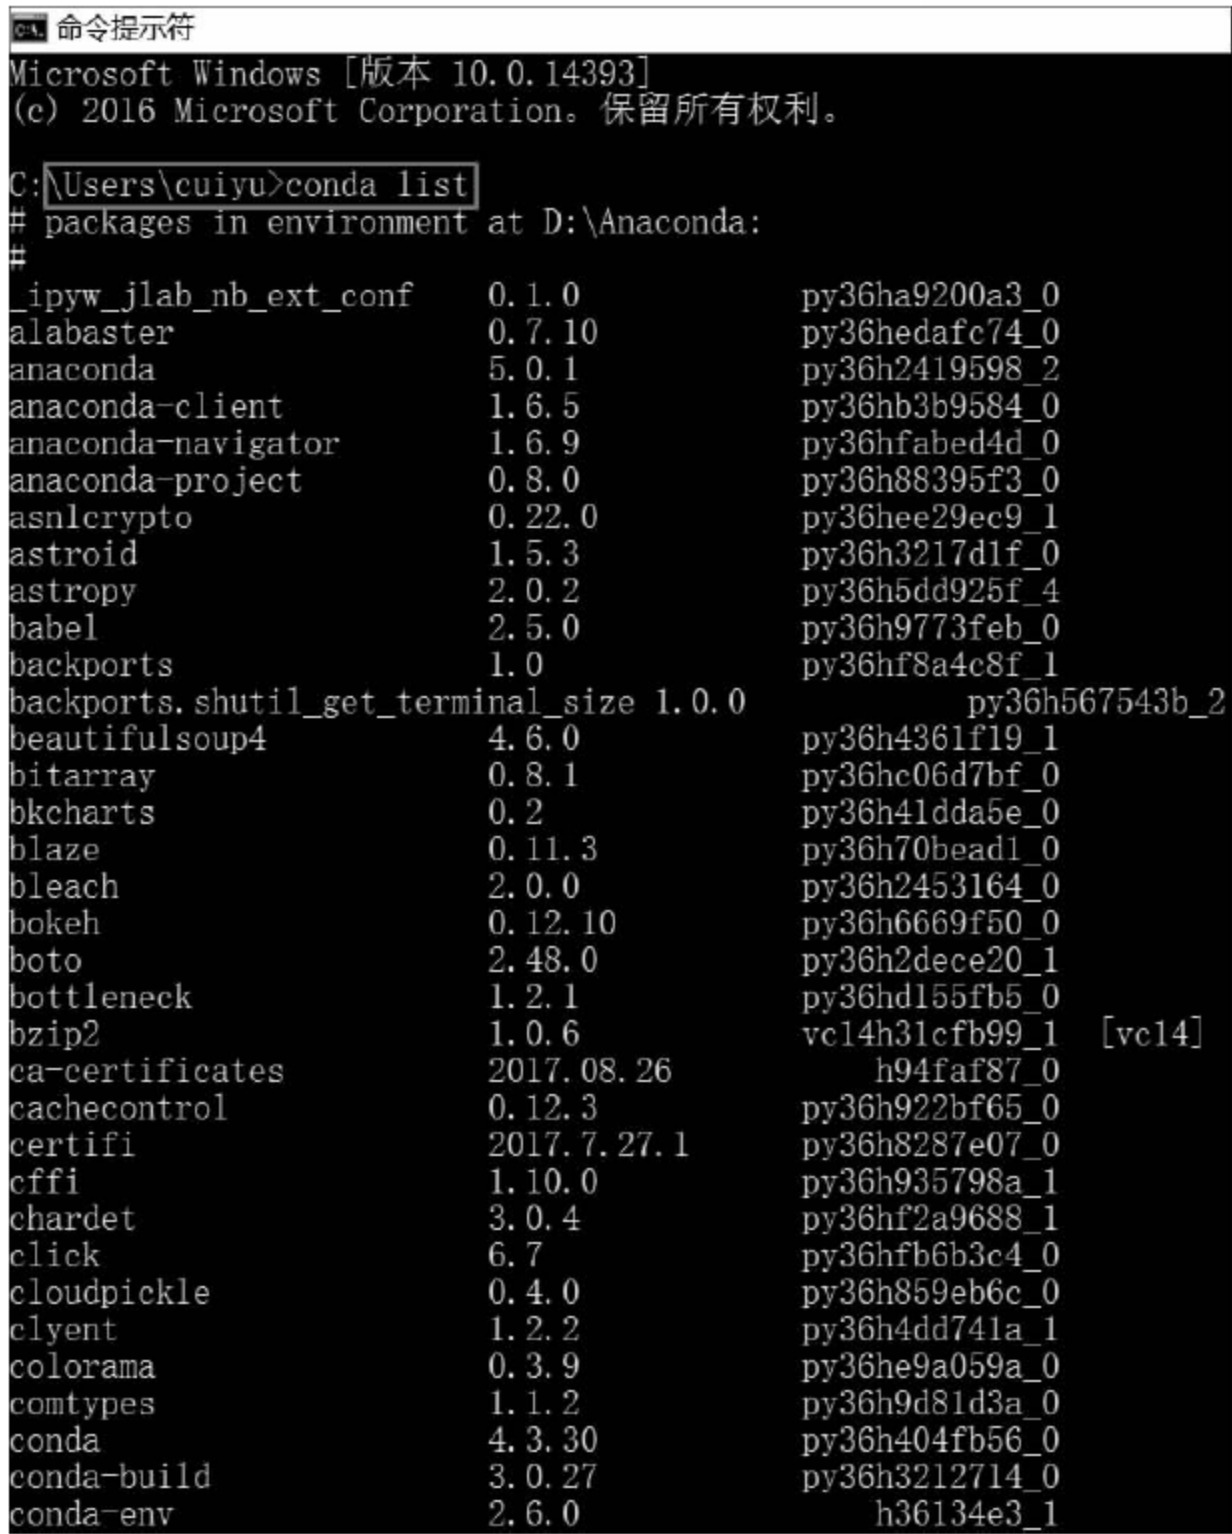 命令提示符
Microsoft Windows [版本 10.0.14393]
(c) 2016 Microsoft Corporation。保留所有权利。
C:\Users\cuiyu>conda list
# packages in environment at D:\Anaconda:
#
_ipyw_jlab_nb_ext_conf 0.1.0 py36ha9200a3_0
alabaster 0.7.10 py36hedafc74_0
anaconda 5.0.1 py36h2419598_2
anaconda-client 1.6.5 py36hb3b9584_0
anaconda-navigator 1.6.9 py36hfabed4d_0
anaconda-project 0.8.0 py36h88395f3_0
asn1crypto 0.22.0 py36hee29ec9_1
astroid 1.5.3 py36h3217d1f_0
astropy 2.0.2 py36h5dd925f_4
babel 2.5.0 py36h9773feb_0
backports 1.0 py36hf8a4c8f_1
backports.shutil_get_terminal_size 1.0.0 py36h567543b_2
beautifulsoup4 4.6.0 py36h4361f19_1
bitarray 0.8.1 py36hc06d7bf_0
bkcharts 0.2 py36h41dda5e_0
blaze 0.11.3 py36h70bead1_0
bleach 2.0.0 py36h2453164_0
bokeh 0.12.10 py36h6669f50_0
boto 2.48.0 py36h2dece20_1
bottleneck 1.2.1 py36hd155fb5_0
bzip2 1.0.6 vc14h31cfb99_1 [vc14]
ca-certificates 2017.08.26 h94faf87_0
cachecontrol 0.12.3 py36h922bf65_0
certifi 2017.7.27.1 py36h8287e07_0
cffi 1.10.0 py36h935798a_1
chardet 3.0.4 py36hf2a9688_1
click 6.7 py36hfb6b3c4_0
cloudpickle 0.4.0 py36h859eb6c_0
clyent 1.2.2 py36h4dd741a_1
colorama 0.3.9 py36he9a059a_0
comtypes 1.1.2 py36h9d81d3a_0
conda 4.3.30 py36h404fb56_0
conda-build 3.0.27 py36h3212714_0
conda-env 2.6.0 h36134e3_1